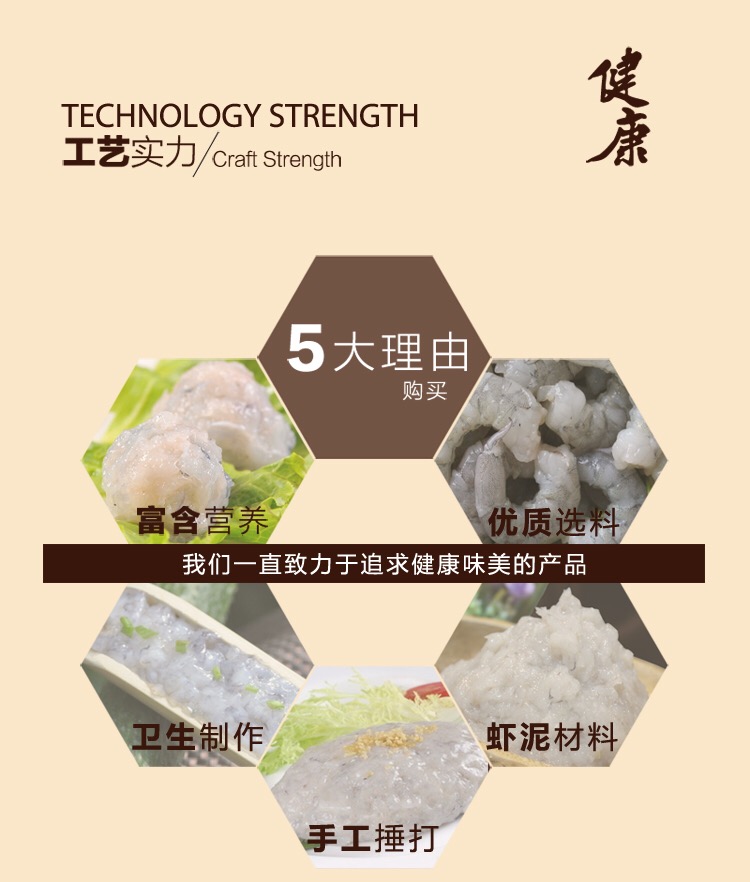 健康
TECHNOLOGY STRENGTH
工艺实力/Craft Strength
5大理由
购买
富含营养
优质选料
我们一直致力于追求健康味美的产品
卫生制作
虾泥材料
手工捶打